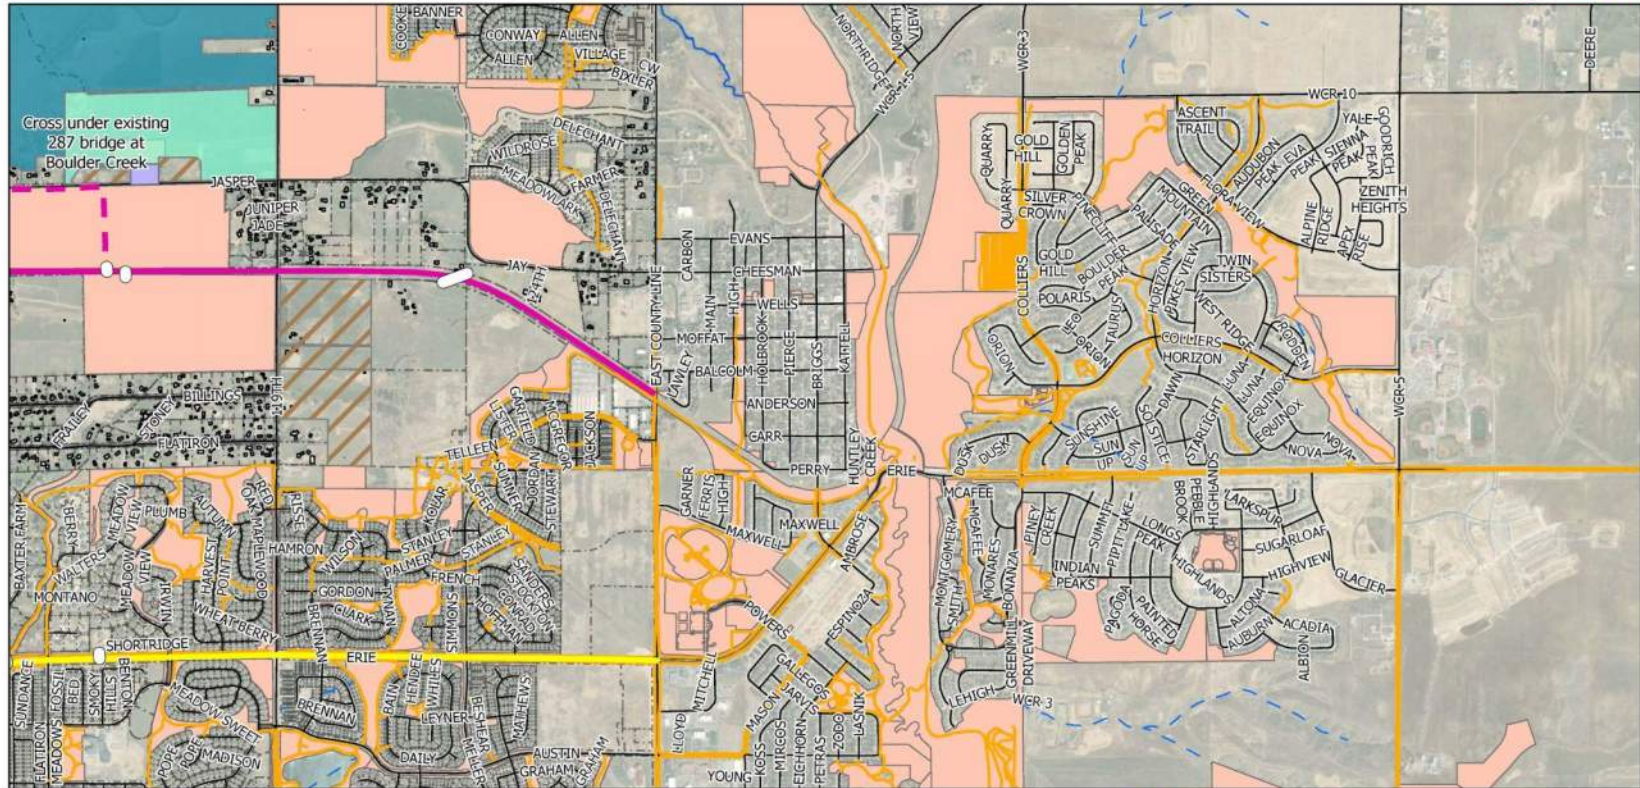 BANNER
COOKE
CONWAY
ALLEN
ALLEN
VILLAGE
CW
BIXLER
NORTHRIDGE
NORTH
VIEW
WCR 1.5
WCR-3
DEERE
WCR-10
Cross under existing
287 bridge at
Boulder Creek
JASPER
JUNIPER
JADE
DELECHANT
WILDROSE
FARMER
MEADOWLARK
DELECHANT
JAY
124TH
EAST COUNTY LINE
CARBON
EVANS
CHEESMAN
MAIN
HIGH
WELLS
MOFFAT
LAWLEY
BALCOLM
HOLBROOK
PIERCE
BRIGGS
KATTELL
ANDERSON
CARR
PERRY
HUNTLEY
CREEK
ERIE
QUARRY
GOLD
HILL
GOLDEN
PEAK
ASCENT
TRAIL
YALE
GOODRICH
PEAK
SIENNA
PEAK
EVA
PEAK
AUDUBON
PEAK
FLORA VIEW
ZENITH
HEIGHTS
ALPINE
RIDGE
APEX
RISE
QUARRY
SILVER
CROWN
PINECLIFF
GREEN
MOUNTAIN
PALISADE
GOLD
HILL
BOULDER
PEAK
HORIZON
PIKES VIEW
TWIN
SISTERS
COLLIERS
POLARIS
LEO
TAURUS
WEST RIDGE
RODDEN
ORION
ORION
COLLIERS
HORIZON
LUNA
LUNA
DAWN
EQUINOX
EQUINOX
STARLIGHT
SOLSTICE
SUNSHINE
SUN
UP
SUN
UP
NOVA
NOVA
DUSK
DUSK
WCR-5
119TH
BILLINGS
FRAILEY
STONEY
FLATIRON
LISTER
GARFIELD
MCGREGOR
JACKSON
TELLEEN
SUMNER
JORDAN
JASPER
STEWART
KOLAR
STANLEY
STANLEY
BAXTER FARM
BERRY
MEADOW
VIEW
PLUMB
AUTUMN
RED
OAK
MAPLEWOOD
RISSE
HAMRON
WILSON
PALMER
FRENCH
WALTERS
MONTANO
MEADOW
VIEW
IRWIN
HARVEST
POINT
WHEAT BERRY
GORDON
CLARK
BRENNAN
TYNAN
SIMMONS
SANDERS
STOCKTON
CONRAD
HOFFMAN
SHORTRIDGE
ERIE
SUNDANCE
FLATIRON
MEADOWS
FOSSIL
BED
SMOKY
HILLS
BENTON
MEADOW SWEET
POPE
POPE
MADISON
BRENNAN
BAIN
HENDEE
WHILES
LEYNER
DAILY
BESHEAR
MELLER
MATHEWS
AUSTIN
GRAHAM
GRAHAM
GARNER
FERRIS
HIGH
MAXWELL
MAXWELL
AMBROSE
POWERS
ESPINOZA
MITCHELL
LLOYD
GALLEGOS
JARVIS
MASON
KOSS
MIRCOS
EICHHORN
PETRAS
ZODO
LASNIK
YOUNG
MCAFEE
MCAFEE
MONTGOMERY
SMITH
MONARES
BONANZA
GREENMILL
DRIVEWAY
LEHIGH
WCR 3
PINEY
CREEK
SUMMIT
PITKIN
LAKE
LONGS
PEAK
INDIAN
PEAKS
PEBBLE
BROOK
HIGHLANDS
LARKSPUR
SUGARLOAF
HIGHVIEW
GLACIER
HIGHLANDS
PAGODA
PAINTED
HORSE
ALTONA
AUBURN
ACADIA
ALBION